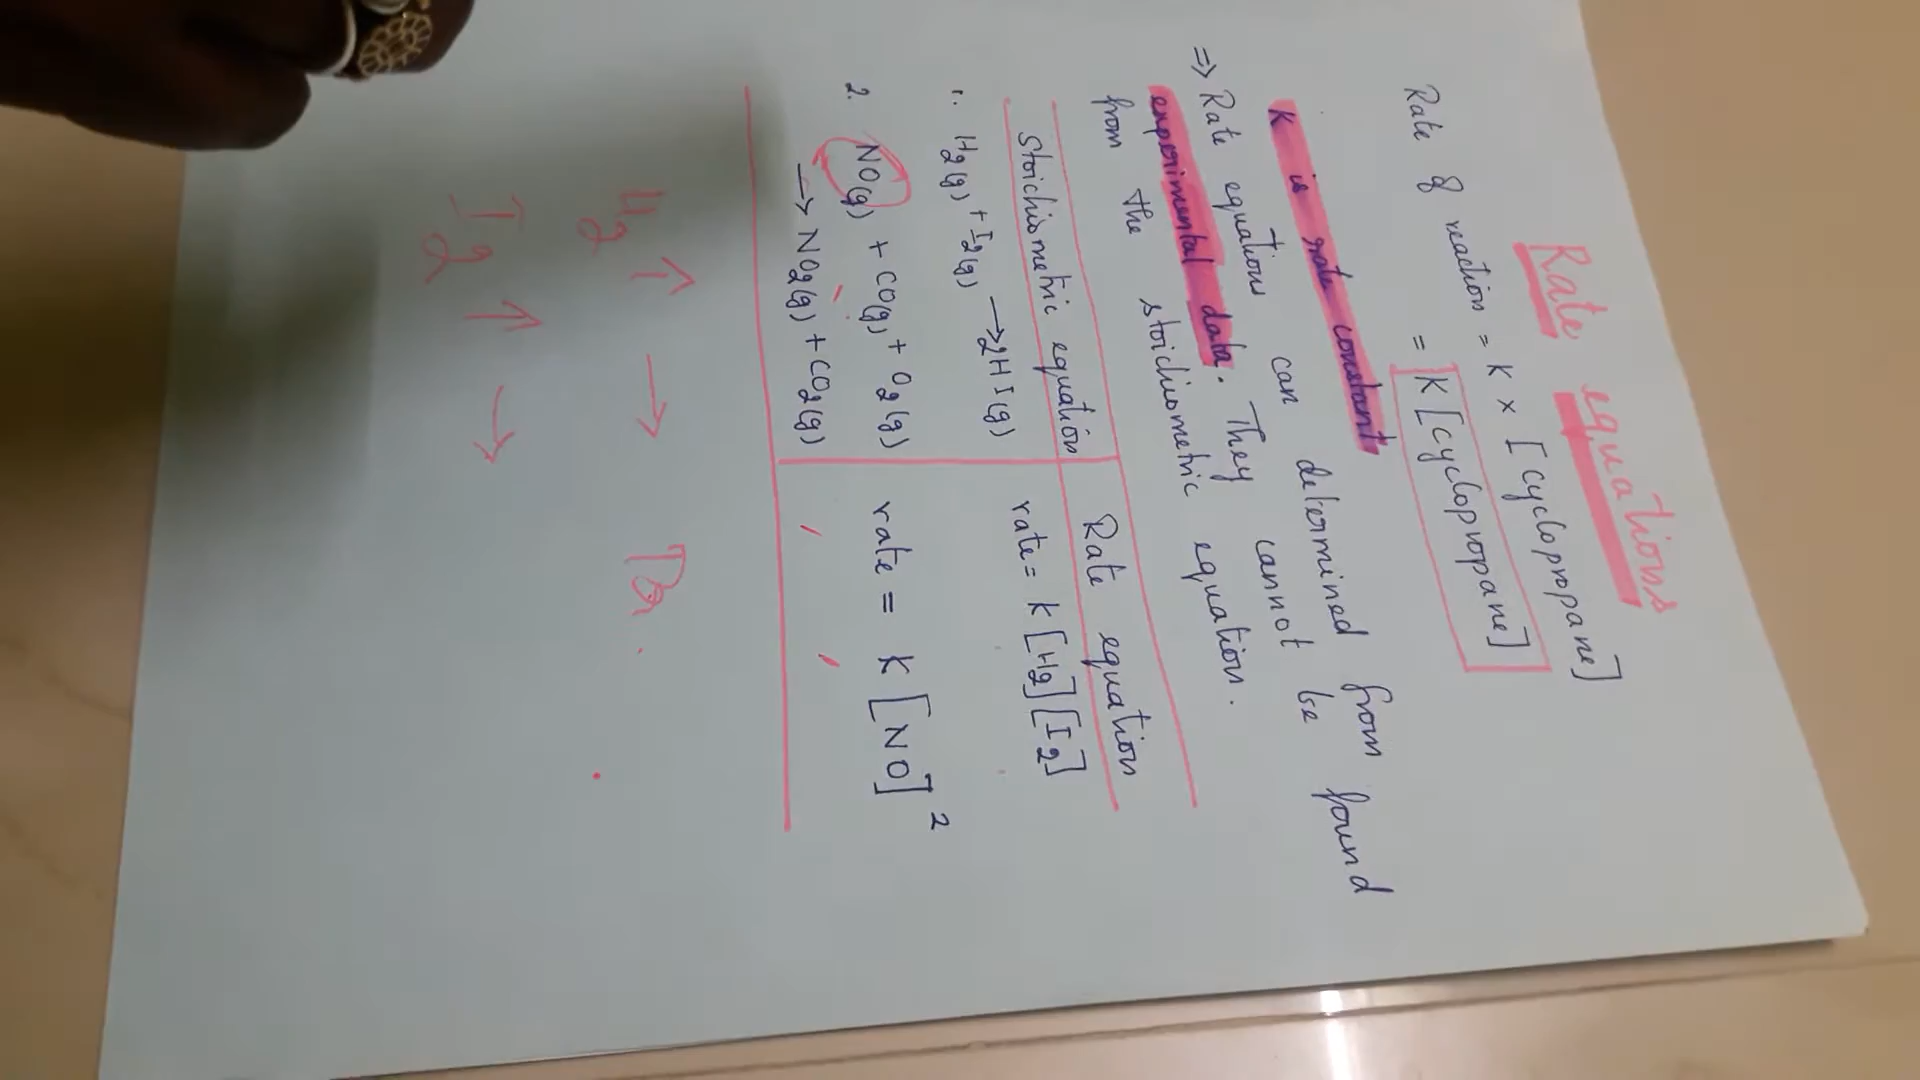 Rate equations
Rate of reaction = K x [cyclopropane]
= K [cyclopropane]
K is rate constant
=> Rate equations can determined from
experimental data. They cannot be found
from the stoichiometric equation.
Stoichiometric equation Rate equation
1. H2(g) + I2(g) → 2HI(g) rate = K [H2][I2]
2. NO(g) + CO(g) + O2(g) rate = K [NO]2
→ NO2(g) + CO2(g)
H2 ↑ →
I2 ↑ →